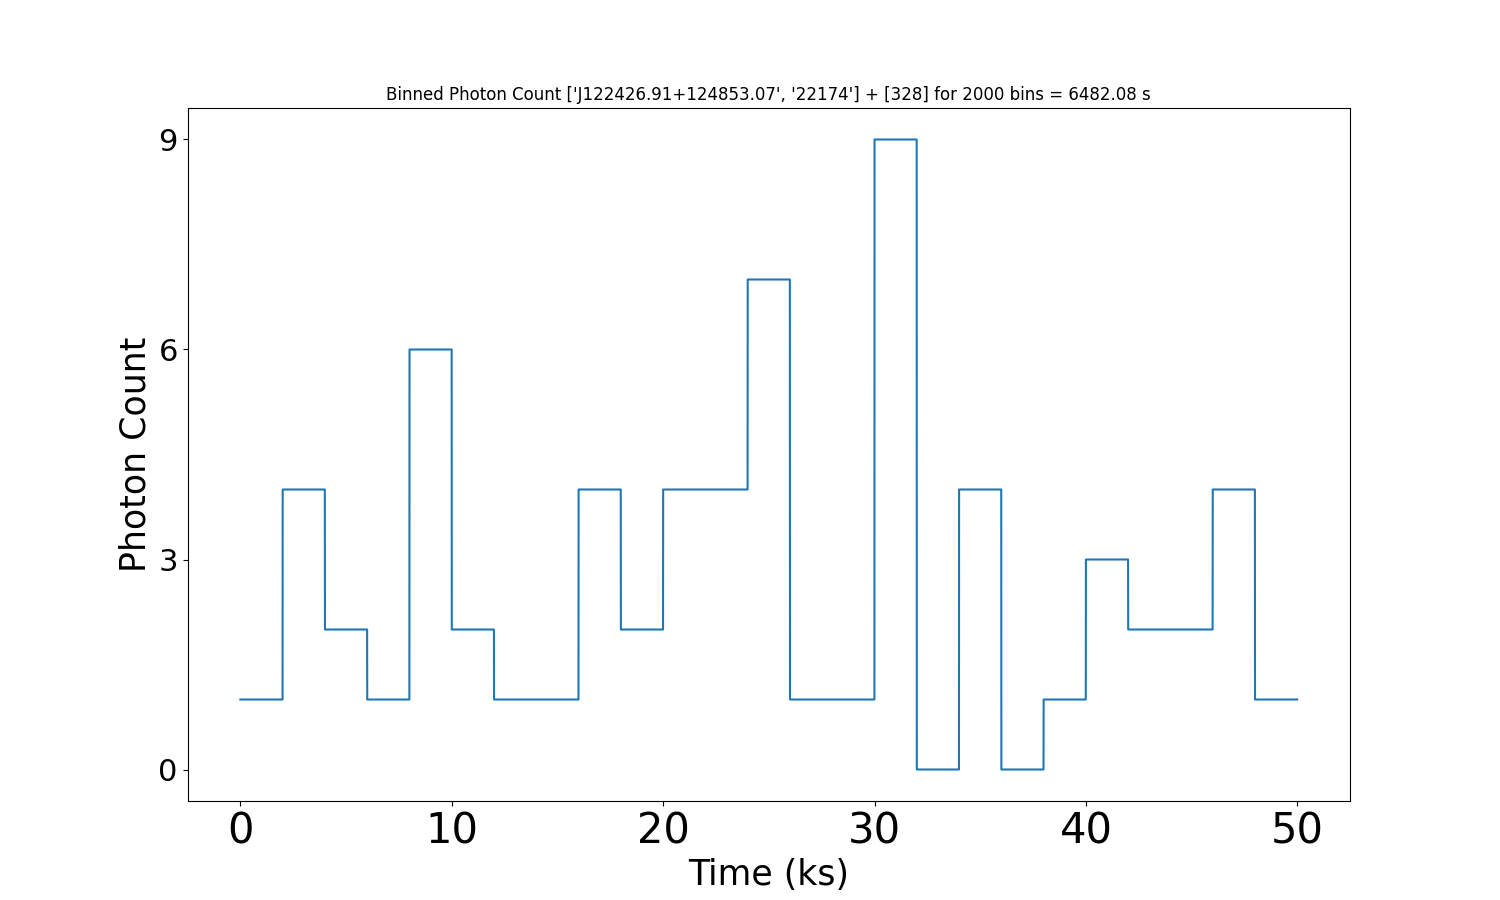 Binned Photon Count ['J122426.91+124853.07', '22174'] + [328] for 2000 bins = 6482.08 s
9
6
3
0
Photon Count
0 10 20 30 40 50
Time (ks)